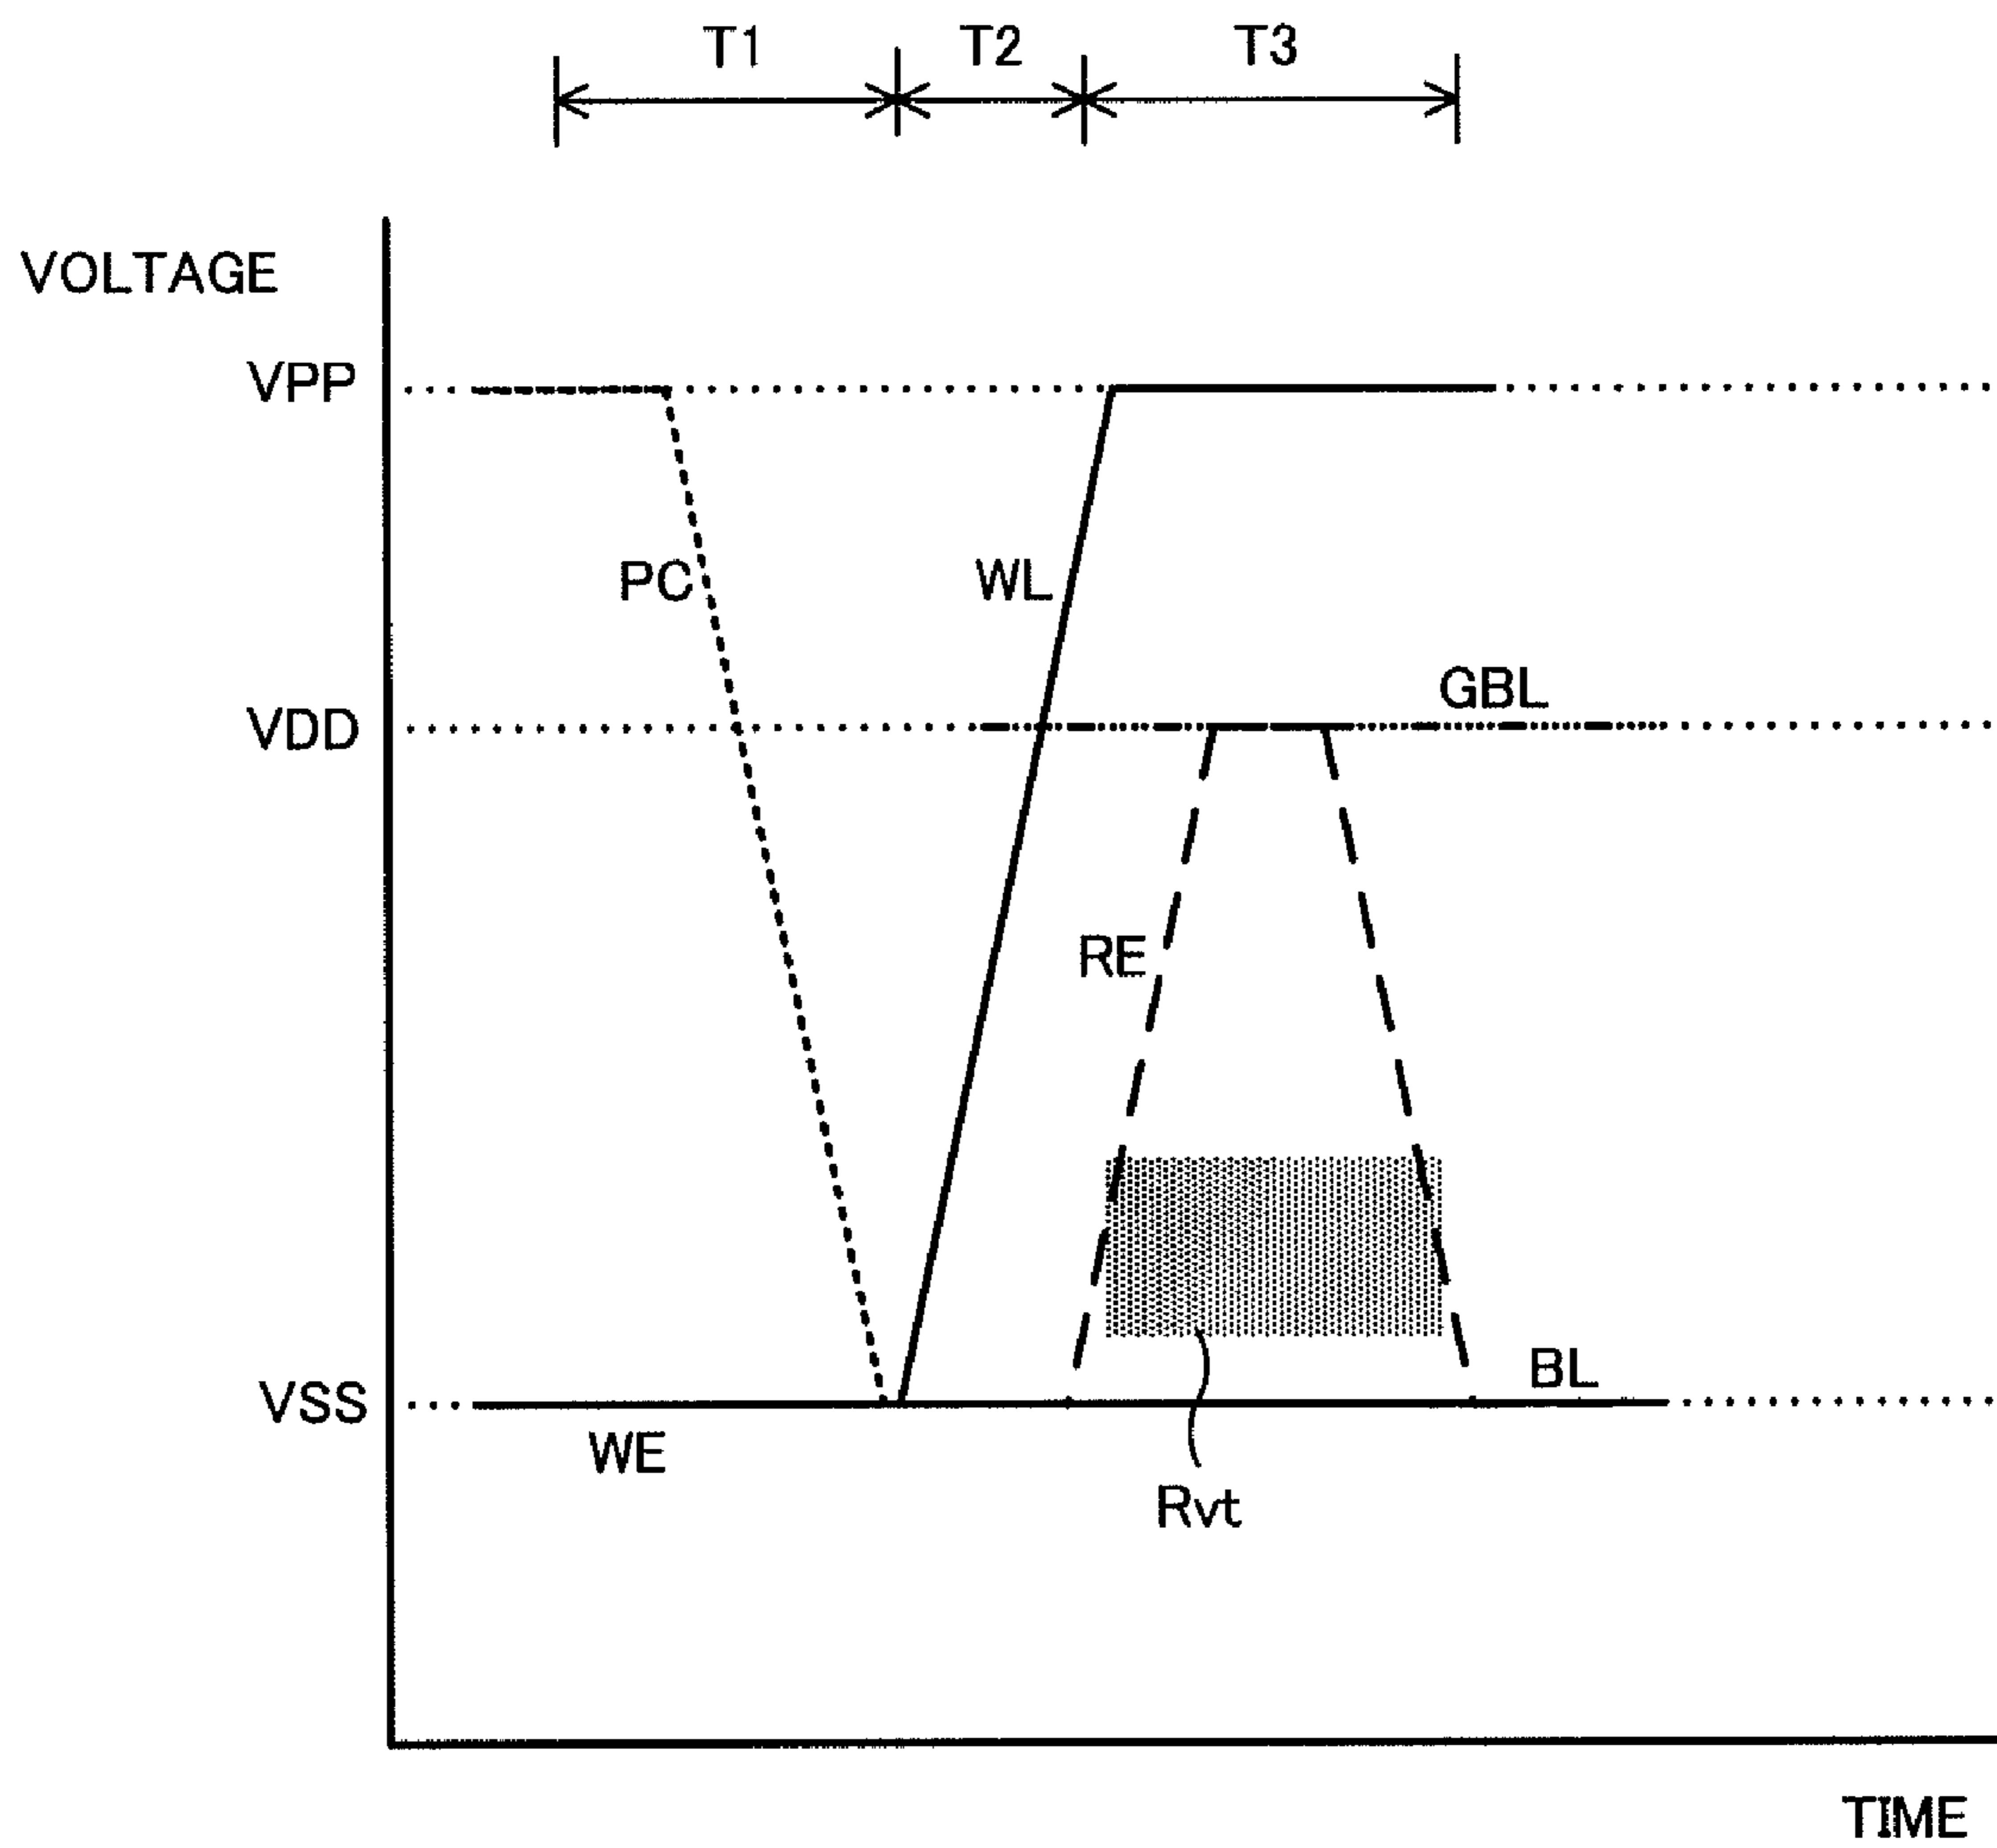 T1 T2 T3
VOLTAGE
VPP
PC WL
GBL
VDD
RE
BL
VSS
WE
Rvt
TIME